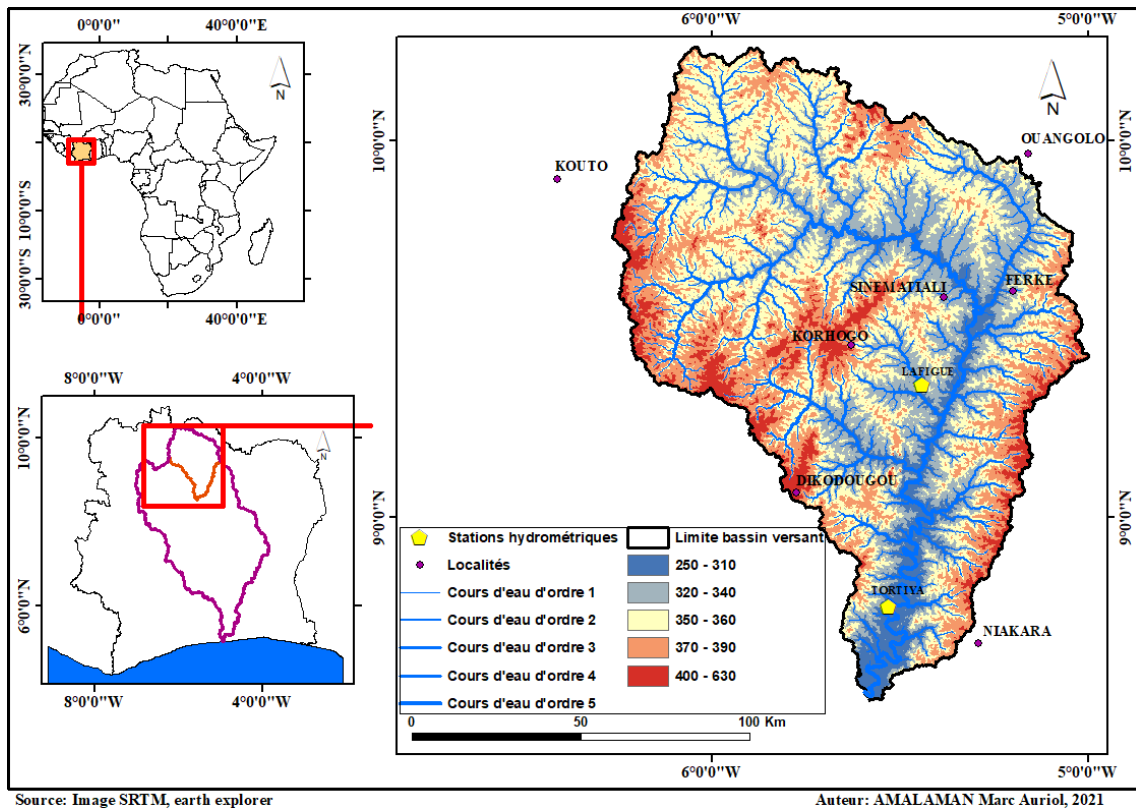 0°0'0" 40°0'0"E
30°0'0"N
10°0'0"S
30°0'0"S
N
0°0'0" 40°0'0"E
8°0'0"W 4°0'0"W
10°0'0"N
6°0'0"N
N
8°0'0"W 4°0'0"W
6°0'0"W 5°0'0"W
10°0'0"N
9°0'0"N
10°0'0"N
9°0'0"N
N
OUANGOLO
KOUTO
FERKE
SINEMATIALI
KORHOGO
LAFIGUE
DIKODOUGOU
TORTIYA
NIAKARA
Stations hydrométriques
Localités
Cours d'eau d'ordre 1
Cours d'eau d'ordre 2
Cours d'eau d'ordre 3
Cours d'eau d'ordre 4
Cours d'eau d'ordre 5
Limite bassin versant
250 - 310
320 - 340
350 - 360
370 - 390
400 - 630
0 50 100 Km
6°0'0"W 5°0'0"W
Source: Image SRTM, earth explorer
Auteur: AMALAMAN Marc Auriol, 2021